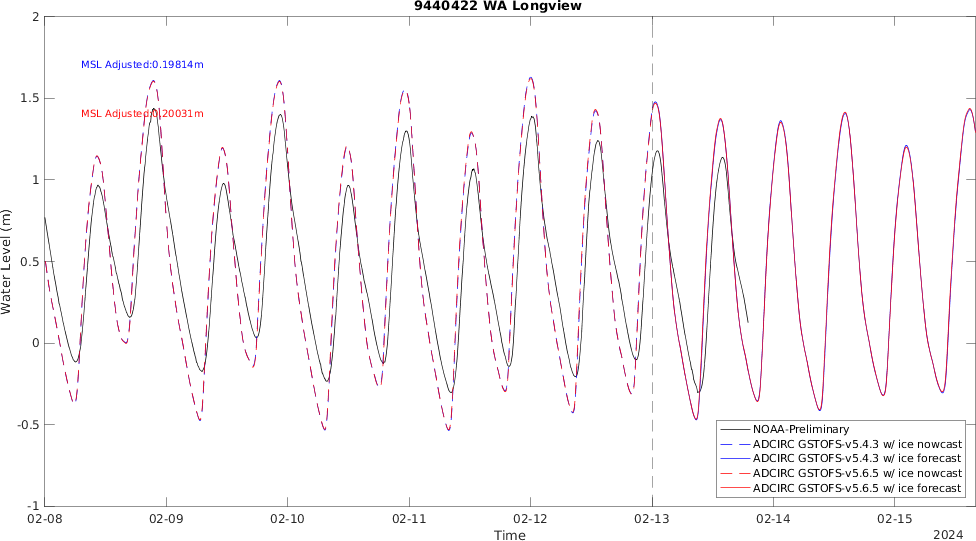 9440422 WA Longview
2
1.5
1
0.5
0
-0.5
-1
Water Level (m)
MSL Adjusted:0.19814m
MSL Adjusted:0.20031m
NOAA-Preliminary
ADCIRC GSTOFS-v5.4.3 w/ ice nowcast
ADCIRC GSTOFS-v5.4.3 w/ ice forecast
ADCIRC GSTOFS-v5.6.5 w/ ice nowcast
ADCIRC GSTOFS-v5.6.5 w/ ice forecast
02-08 02-09 02-10 02-11 02-12 02-13 02-14 02-15
Time
2024